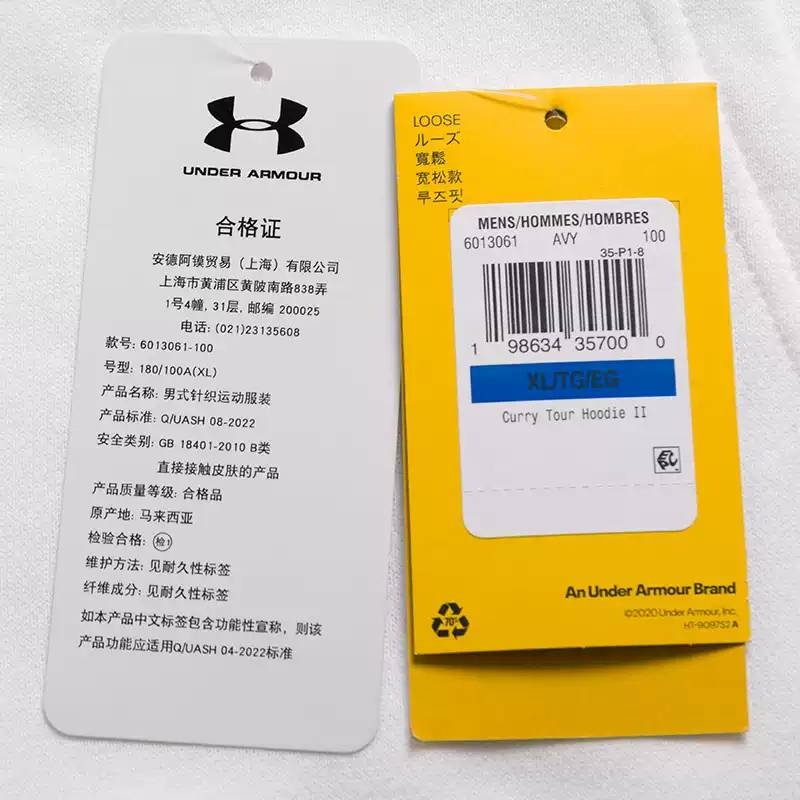 UNDER ARMOUR
合格证
安德阿镆贸易（上海）有限公司
上海市黄浦区黄陂南路838弄
1号4幢, 31层, 邮编 200025
电话: (021)23135608
款号: 6013061-100
号型: 180/100A(XL)
产品名称: 男式针织运动服装
产品标准: Q/UASH 08-2022
安全类别: GB 18401-2010 B类
直接接触皮肤的产品
产品质量等级: 合格品
原产地: 马来西亚
检验合格: 检1
维护方法: 见耐久性标签
纤维成分: 见耐久性标签
如本产品中文标签包含功能性宣称，则该
产品功能应适用Q/UASH 04-2022标准
LOOSE
ルーズ
寬鬆
宽松款
루즈핏
MENS/HOMMES/HOMBRES
6013061 AVY 100
35-P1-8
1 98634 35700 0
XL/TG/EG
Curry Tour Hoodie II
An Under Armour Brand
©2020 Under Armour, Inc.
HT-909752 A
70%